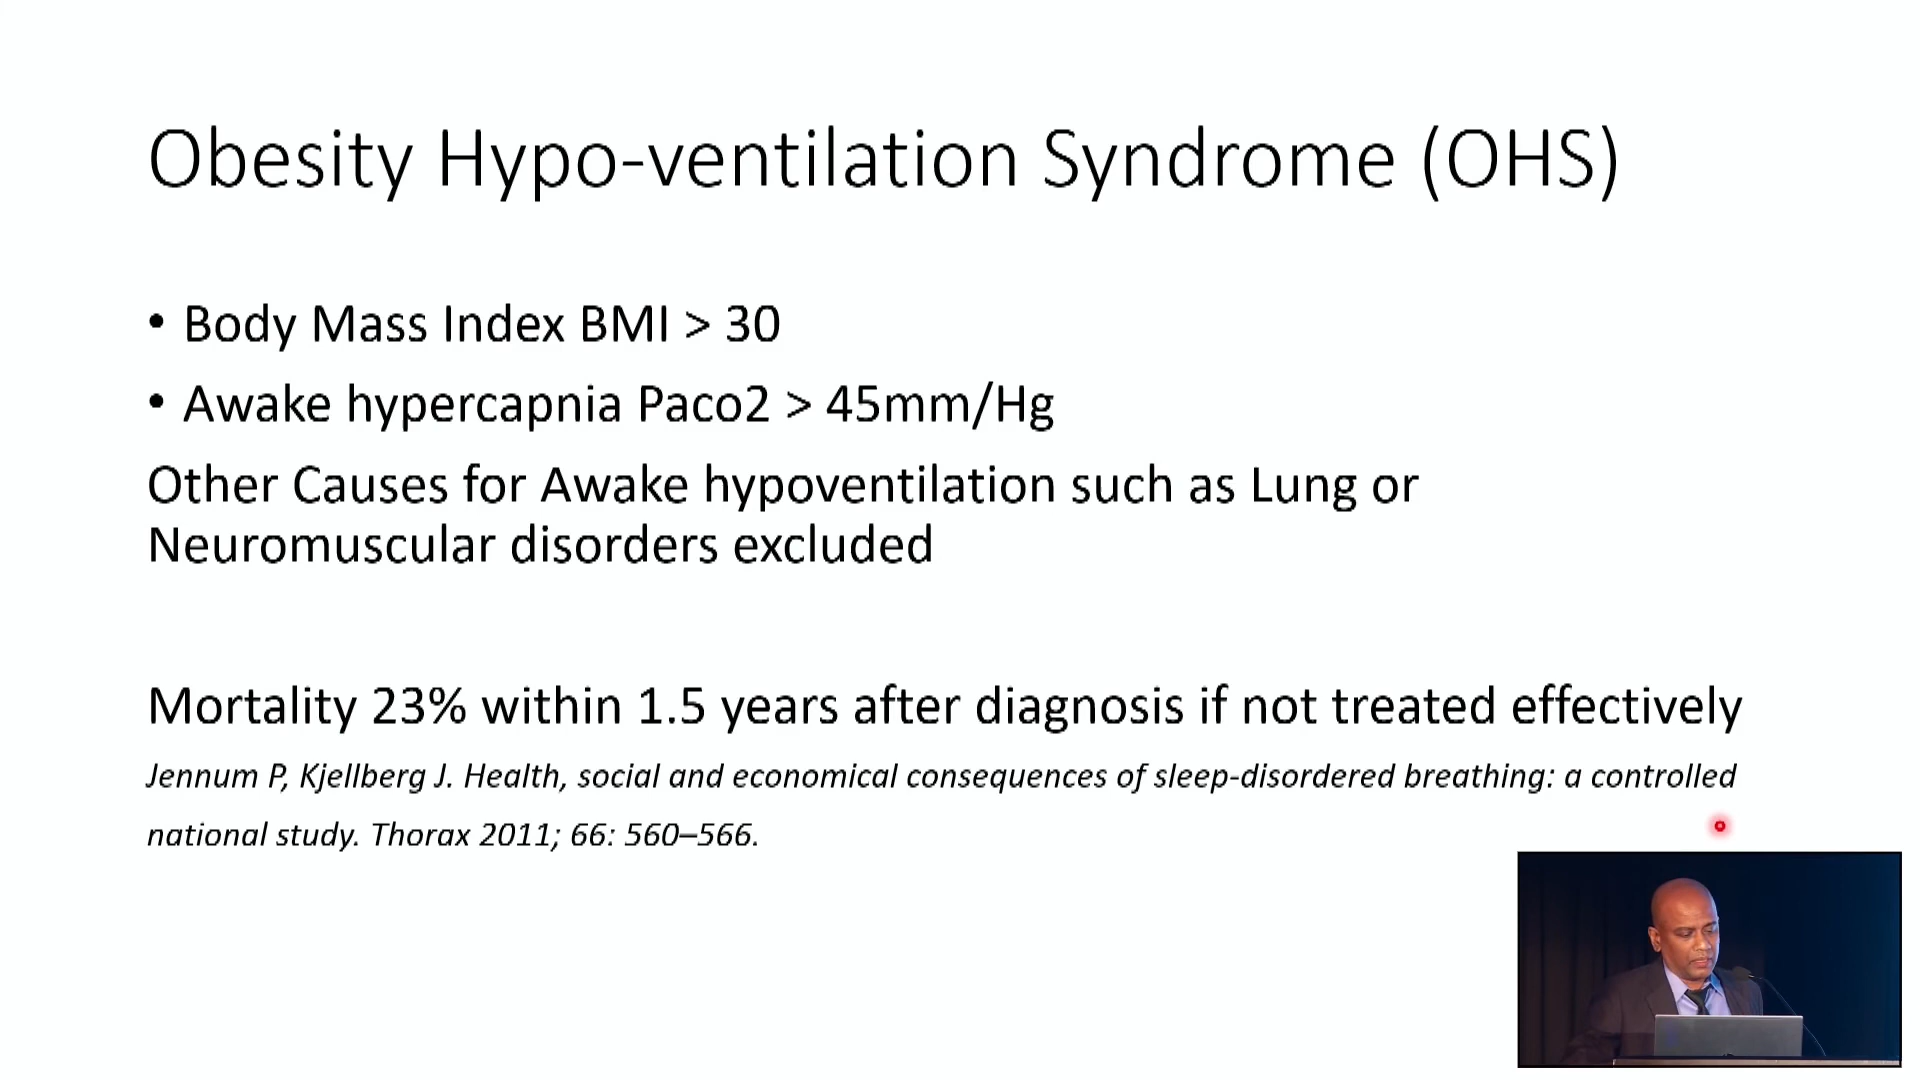 Obesity Hypo-ventilation Syndrome (OHS)
• Body Mass Index BMI > 30
• Awake hypercapnia Paco2 > 45mm/Hg
Other Causes for Awake hypoventilation such as Lung or
Neuromuscular disorders excluded
Mortality 23% within 1.5 years after diagnosis if not treated effectively
Jennum P, Kjellberg J. Health, social and economical consequences of sleep-disordered breathing: a controlled
national study. Thorax 2011; 66: 560–566.